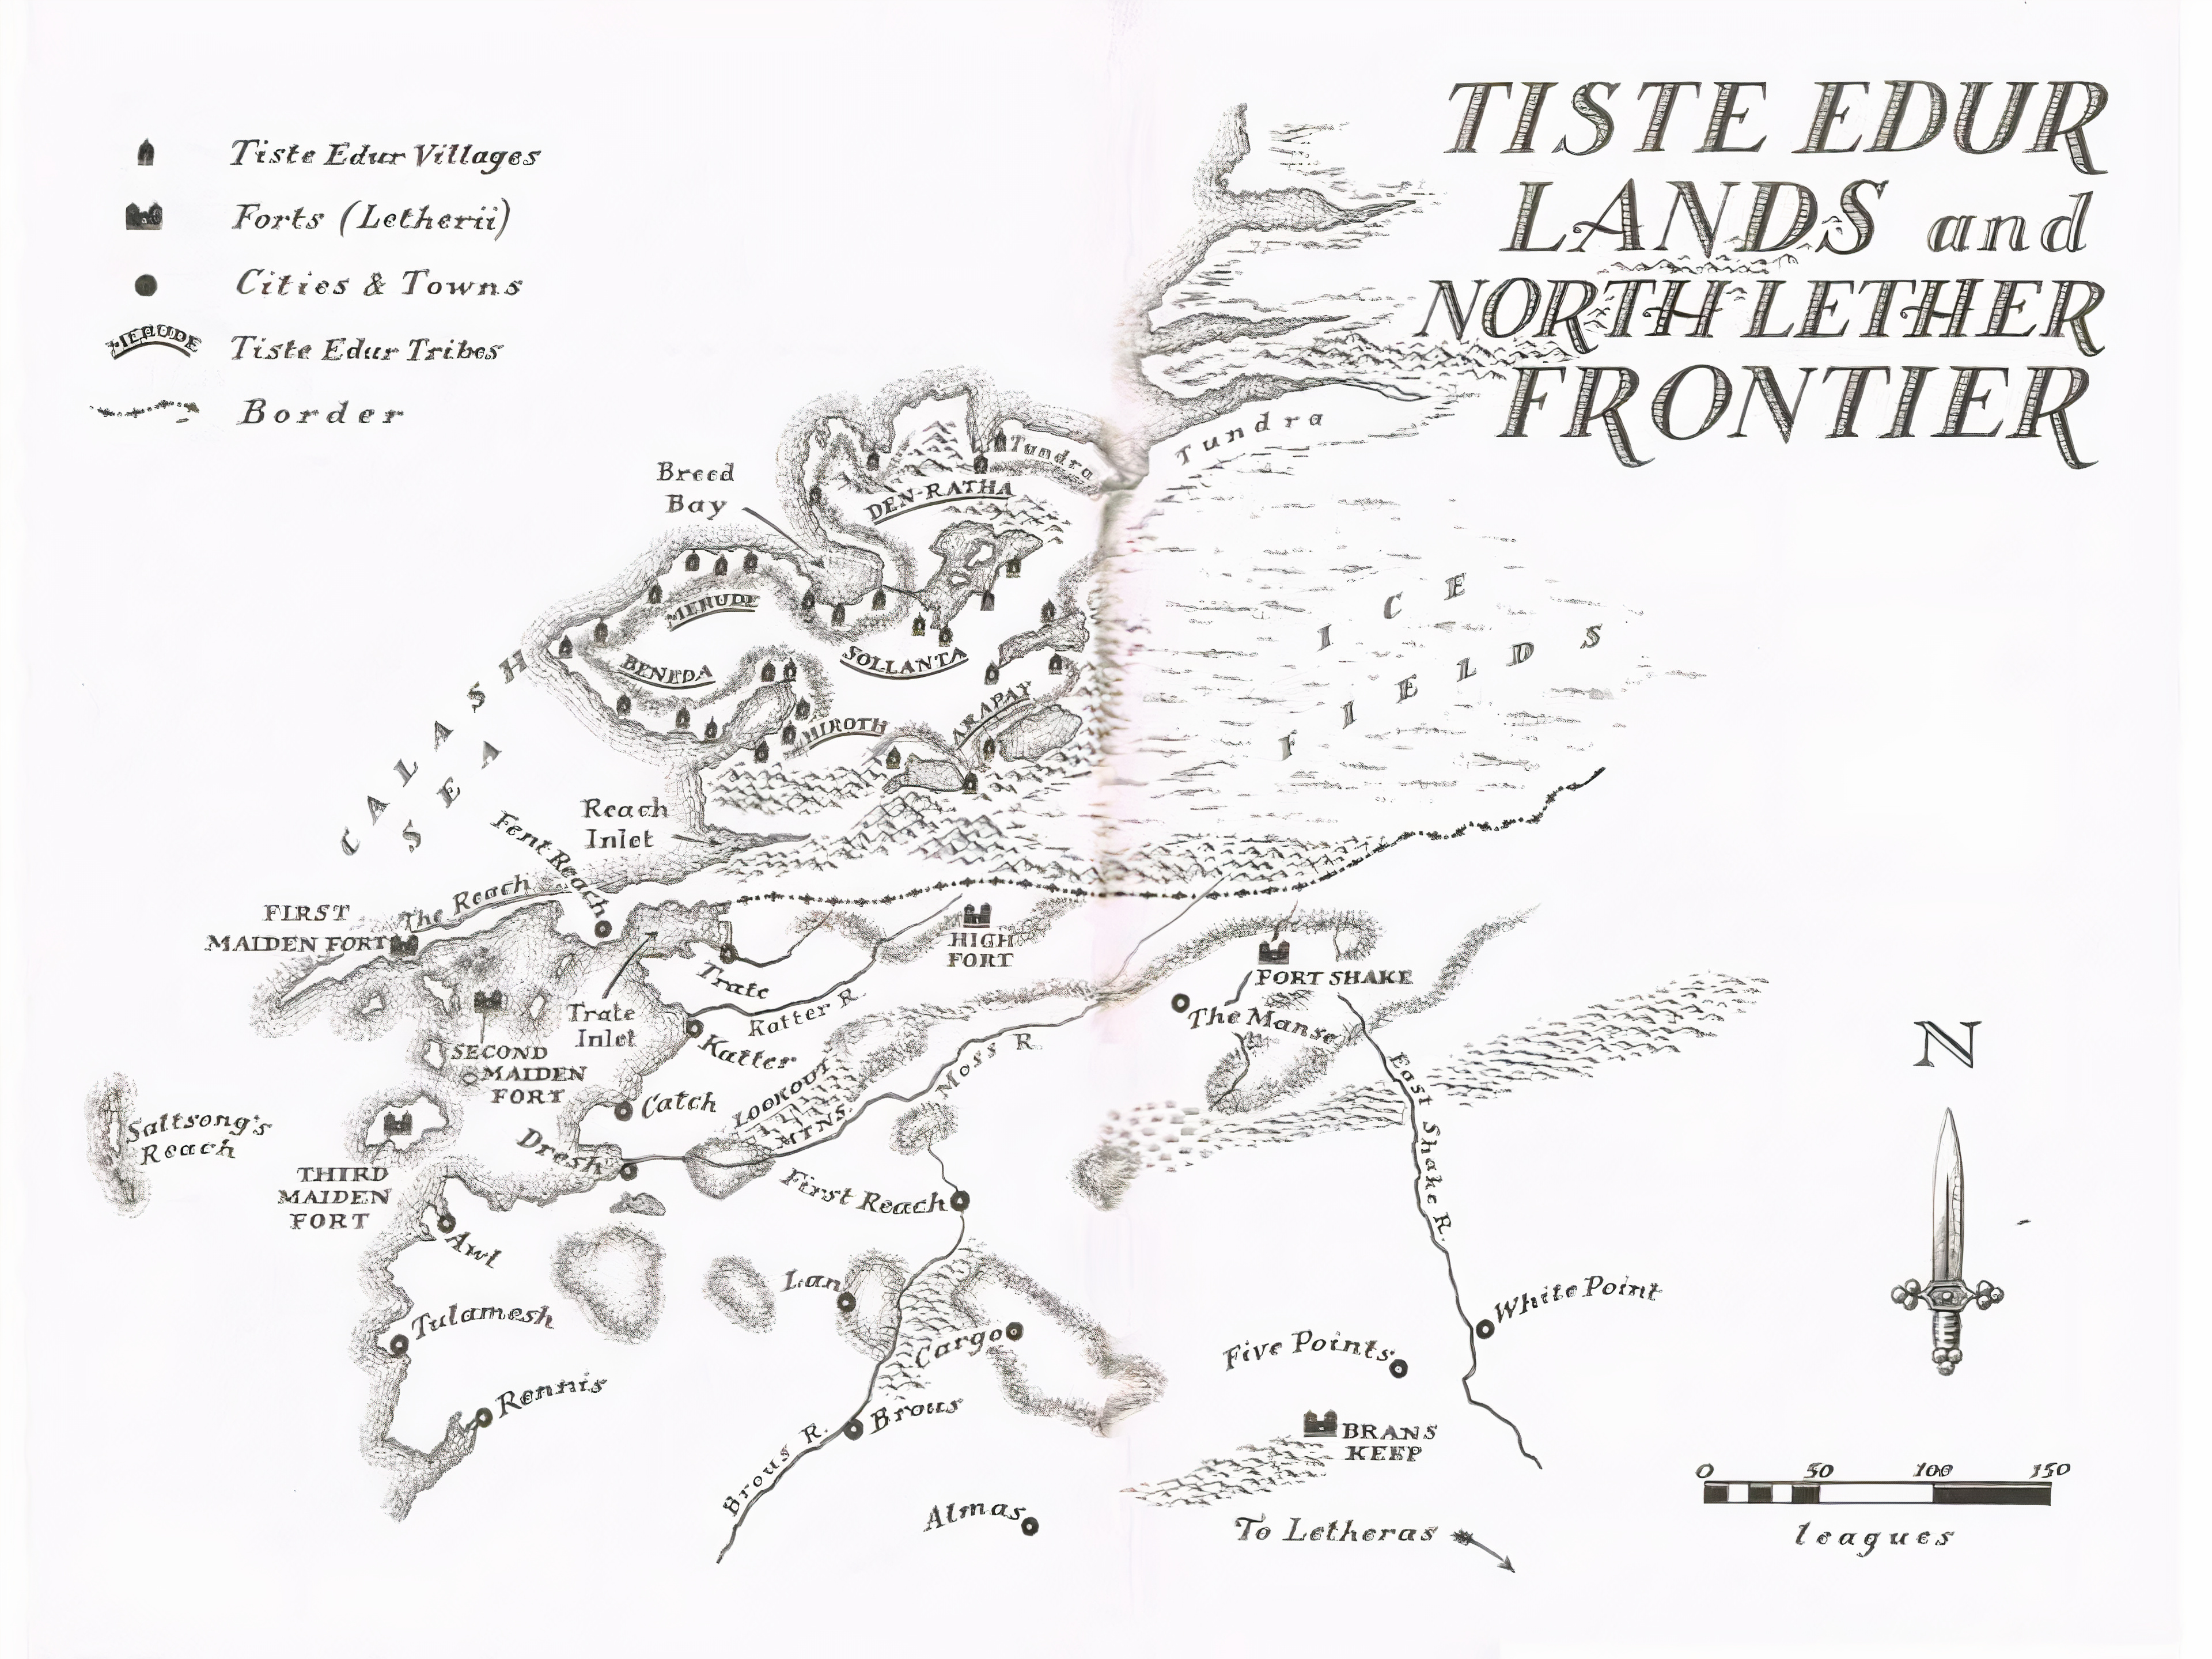 TISTE EDUR
LANDS and
NORTH LETHER
FRONTIER
Tiste Edur Villages
Forts (Letherii)
Cities & Towns
Tiste Edur Tribes
Border
Tundra
Tundra
Breed
Bay
DEN-RATHA
MERUDE
BENEDA
SOLLANTA
HIROTH
ARAPAY
ICE
FIELDS
CALASH
SEA
Reach
Inlet
Fent Reach
The Reach
FIRST
MAIDEN FORT
HIGH
FORT
Trate
Trate
Inlet
Katter R.
Katter
SECOND
MAIDEN
FORT
FORT SHAKE
The Manse
Moss R.
LOOKOUT
MTNS.
Catch
Dresh
East Shake R.
Saltsong's
Reach
THIRD
MAIDEN
FORT
First Reach
Awl
Lan
Tulamesh
Cargo
White Point
Five Points
Rennis
Brous
Brous R.
BRANS
KEEP
Almas
To Letheras
N
0 50 100 150
leagues